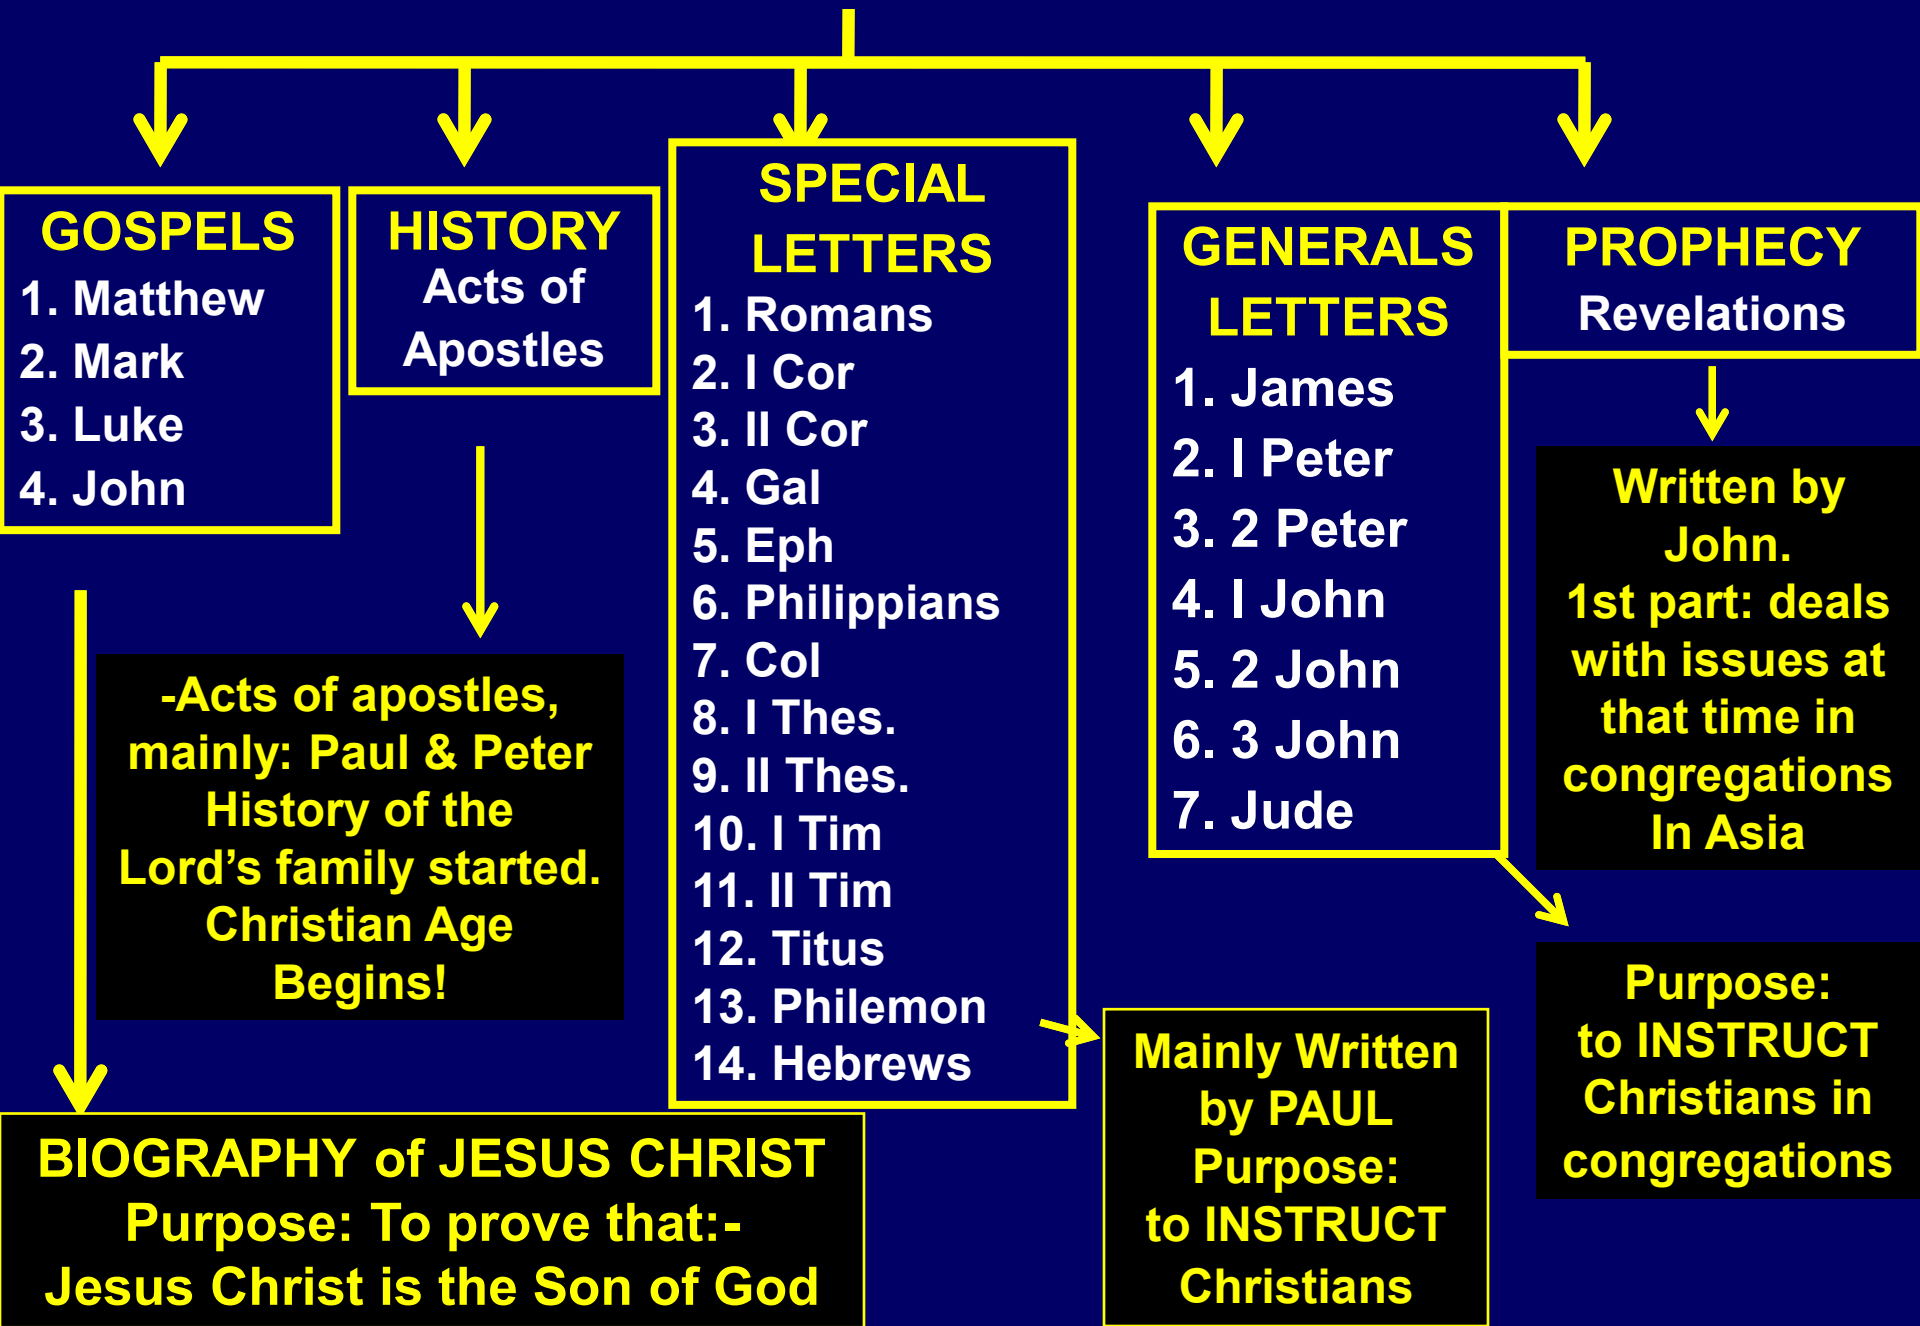 GOSPELS
1. Matthew
2. Mark
3. Luke
4. John
HISTORY
Acts of
Apostles
SPECIAL
LETTERS
1. Romans
2. I Cor
3. II Cor
4. Gal
5. Eph
6. Philippians
7. Col
8. I Thes.
9. II Thes.
10. I Tim
11. II Tim
12. Titus
13. Philemon
14. Hebrews
GENERALS
LETTERS
1. James
2. I Peter
3. 2 Peter
4. I John
5. 2 John
6. 3 John
7. Jude
PROPHECY
Revelations
Written by
John.
1st part: deals
with issues at
that time in
congregations
In Asia
-Acts of apostles,
mainly: Paul & Peter
History of the
Lord’s family started.
Christian Age
Begins!
Purpose:
to INSTRUCT
Christians in
congregations
Mainly Written
by PAUL
Purpose:
to INSTRUCT
Christians
BIOGRAPHY of JESUS CHRIST
Purpose: To prove that:-
Jesus Christ is the Son of God